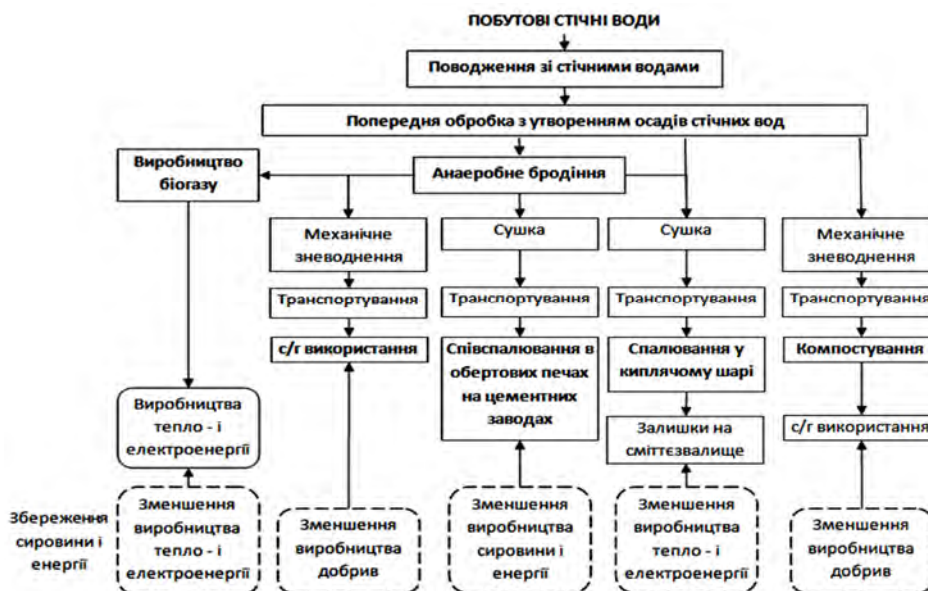 ПОБУТОВІ СТІЧНІ ВОДИ
Поводження зі стічними водами
Попередня обробка з утворенням осадів стічних вод
Виробництво
біогазу
Анаеробне бродіння
Механічне
зневоднення
Сушка
Сушка
Механічне
зневоднення
Транспортування
Транспортування
Транспортування
Транспортування
с/г використання
Співспалювання в
обертових печах
на цементних
заводах
Спалювання у
киплячому шарі
Компостування
Виробництва
тепло - і
електроенергії
Залишки на
сміттєзвалище
с/г використання
Збереження
сировини і
енергії
Зменшення
виробництва
тепло - і
електроенергії
Зменшення
виробництва
добрив
Зменшення
виробництва
сировини і
енергії
Зменшення
виробництва
тепло - і
електроенергії
Зменшення
виробництва
добрив